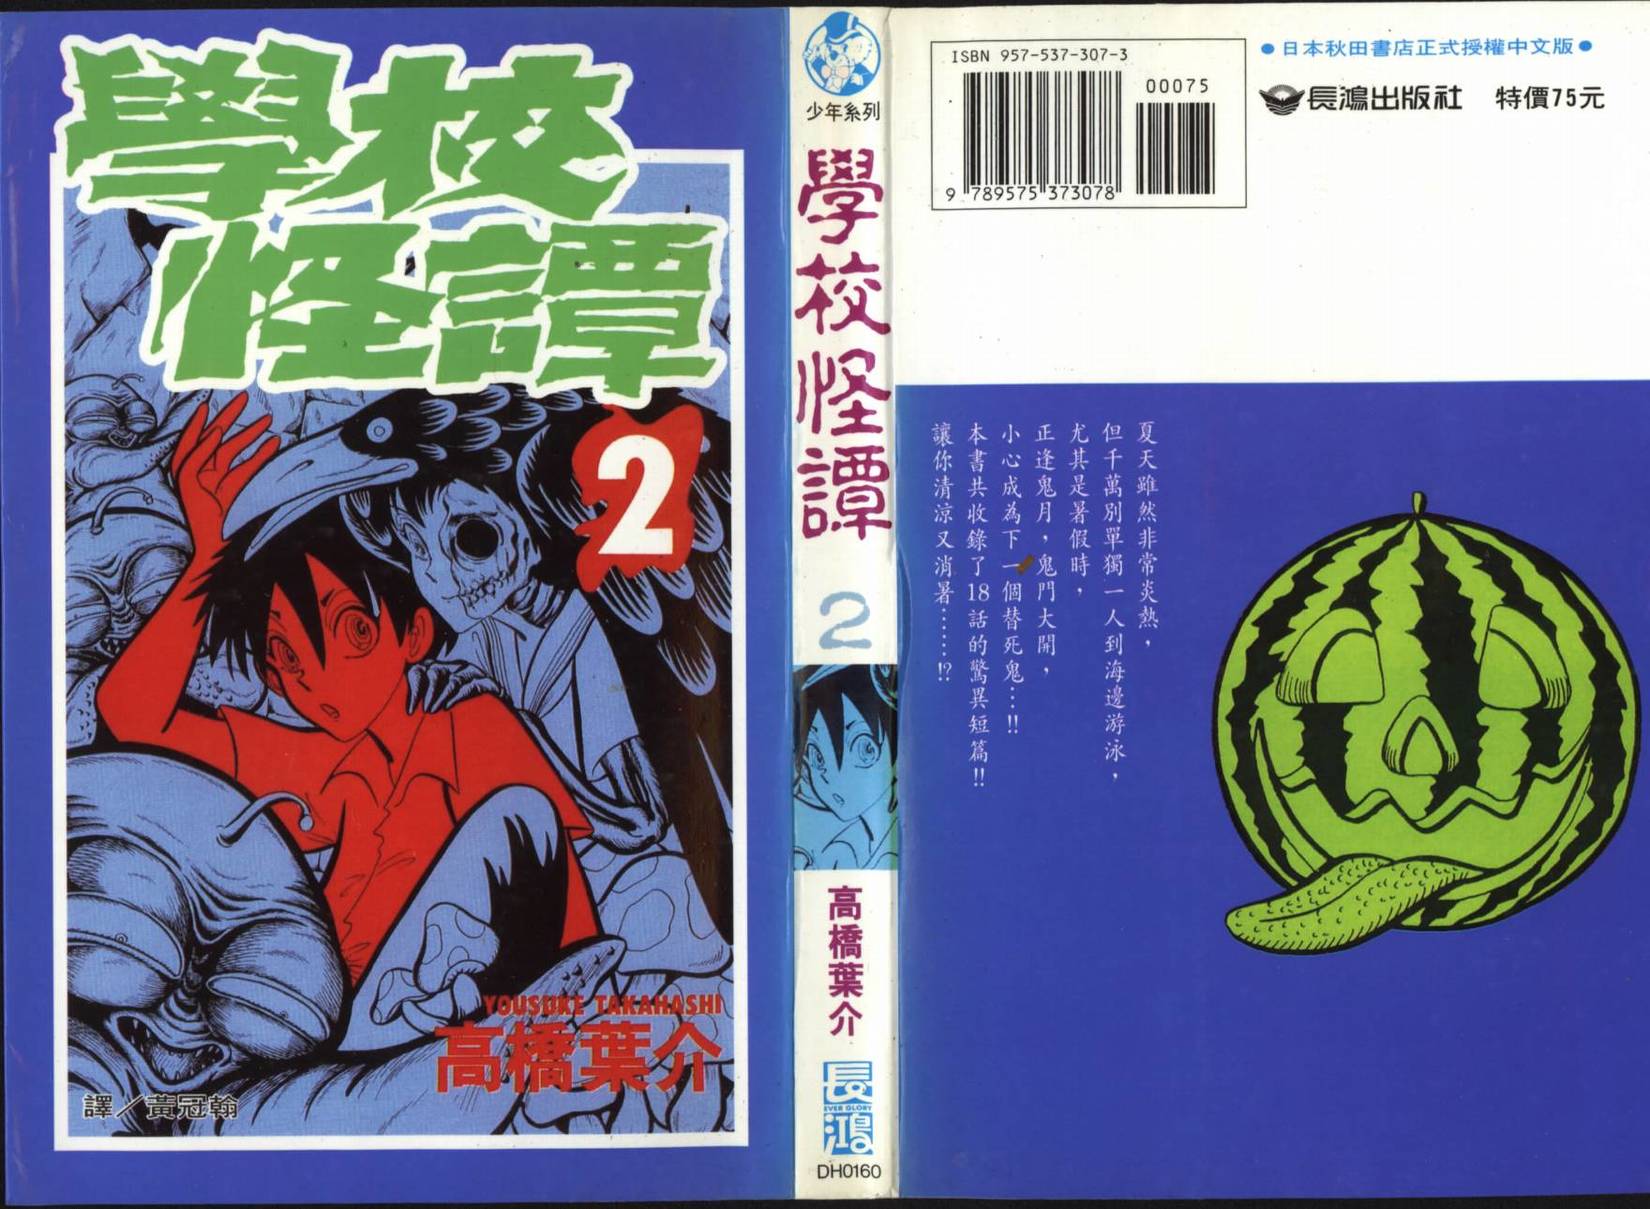 學校
怪譚
2
YOUSUKE TAKAHASHI
高橋葉介
譯／黃冠翰
少年系列
學校怪譚
2
高橋葉介
長鴻
EVER GLORY
DH0160
ISBN 957-537-307-3
00075
9 789575 373078
●日本秋田書店正式授權中文版●
長鴻出版社 特價75元
夏天雖然非常炎熱，
但千萬別單獨一人到海邊游泳，
尤其是暑假時，
正逢鬼月，鬼門大開，
小心成為下一個替死鬼…!!
本書共收錄了18話的驚異短篇!!
讓你清涼又消暑……!?